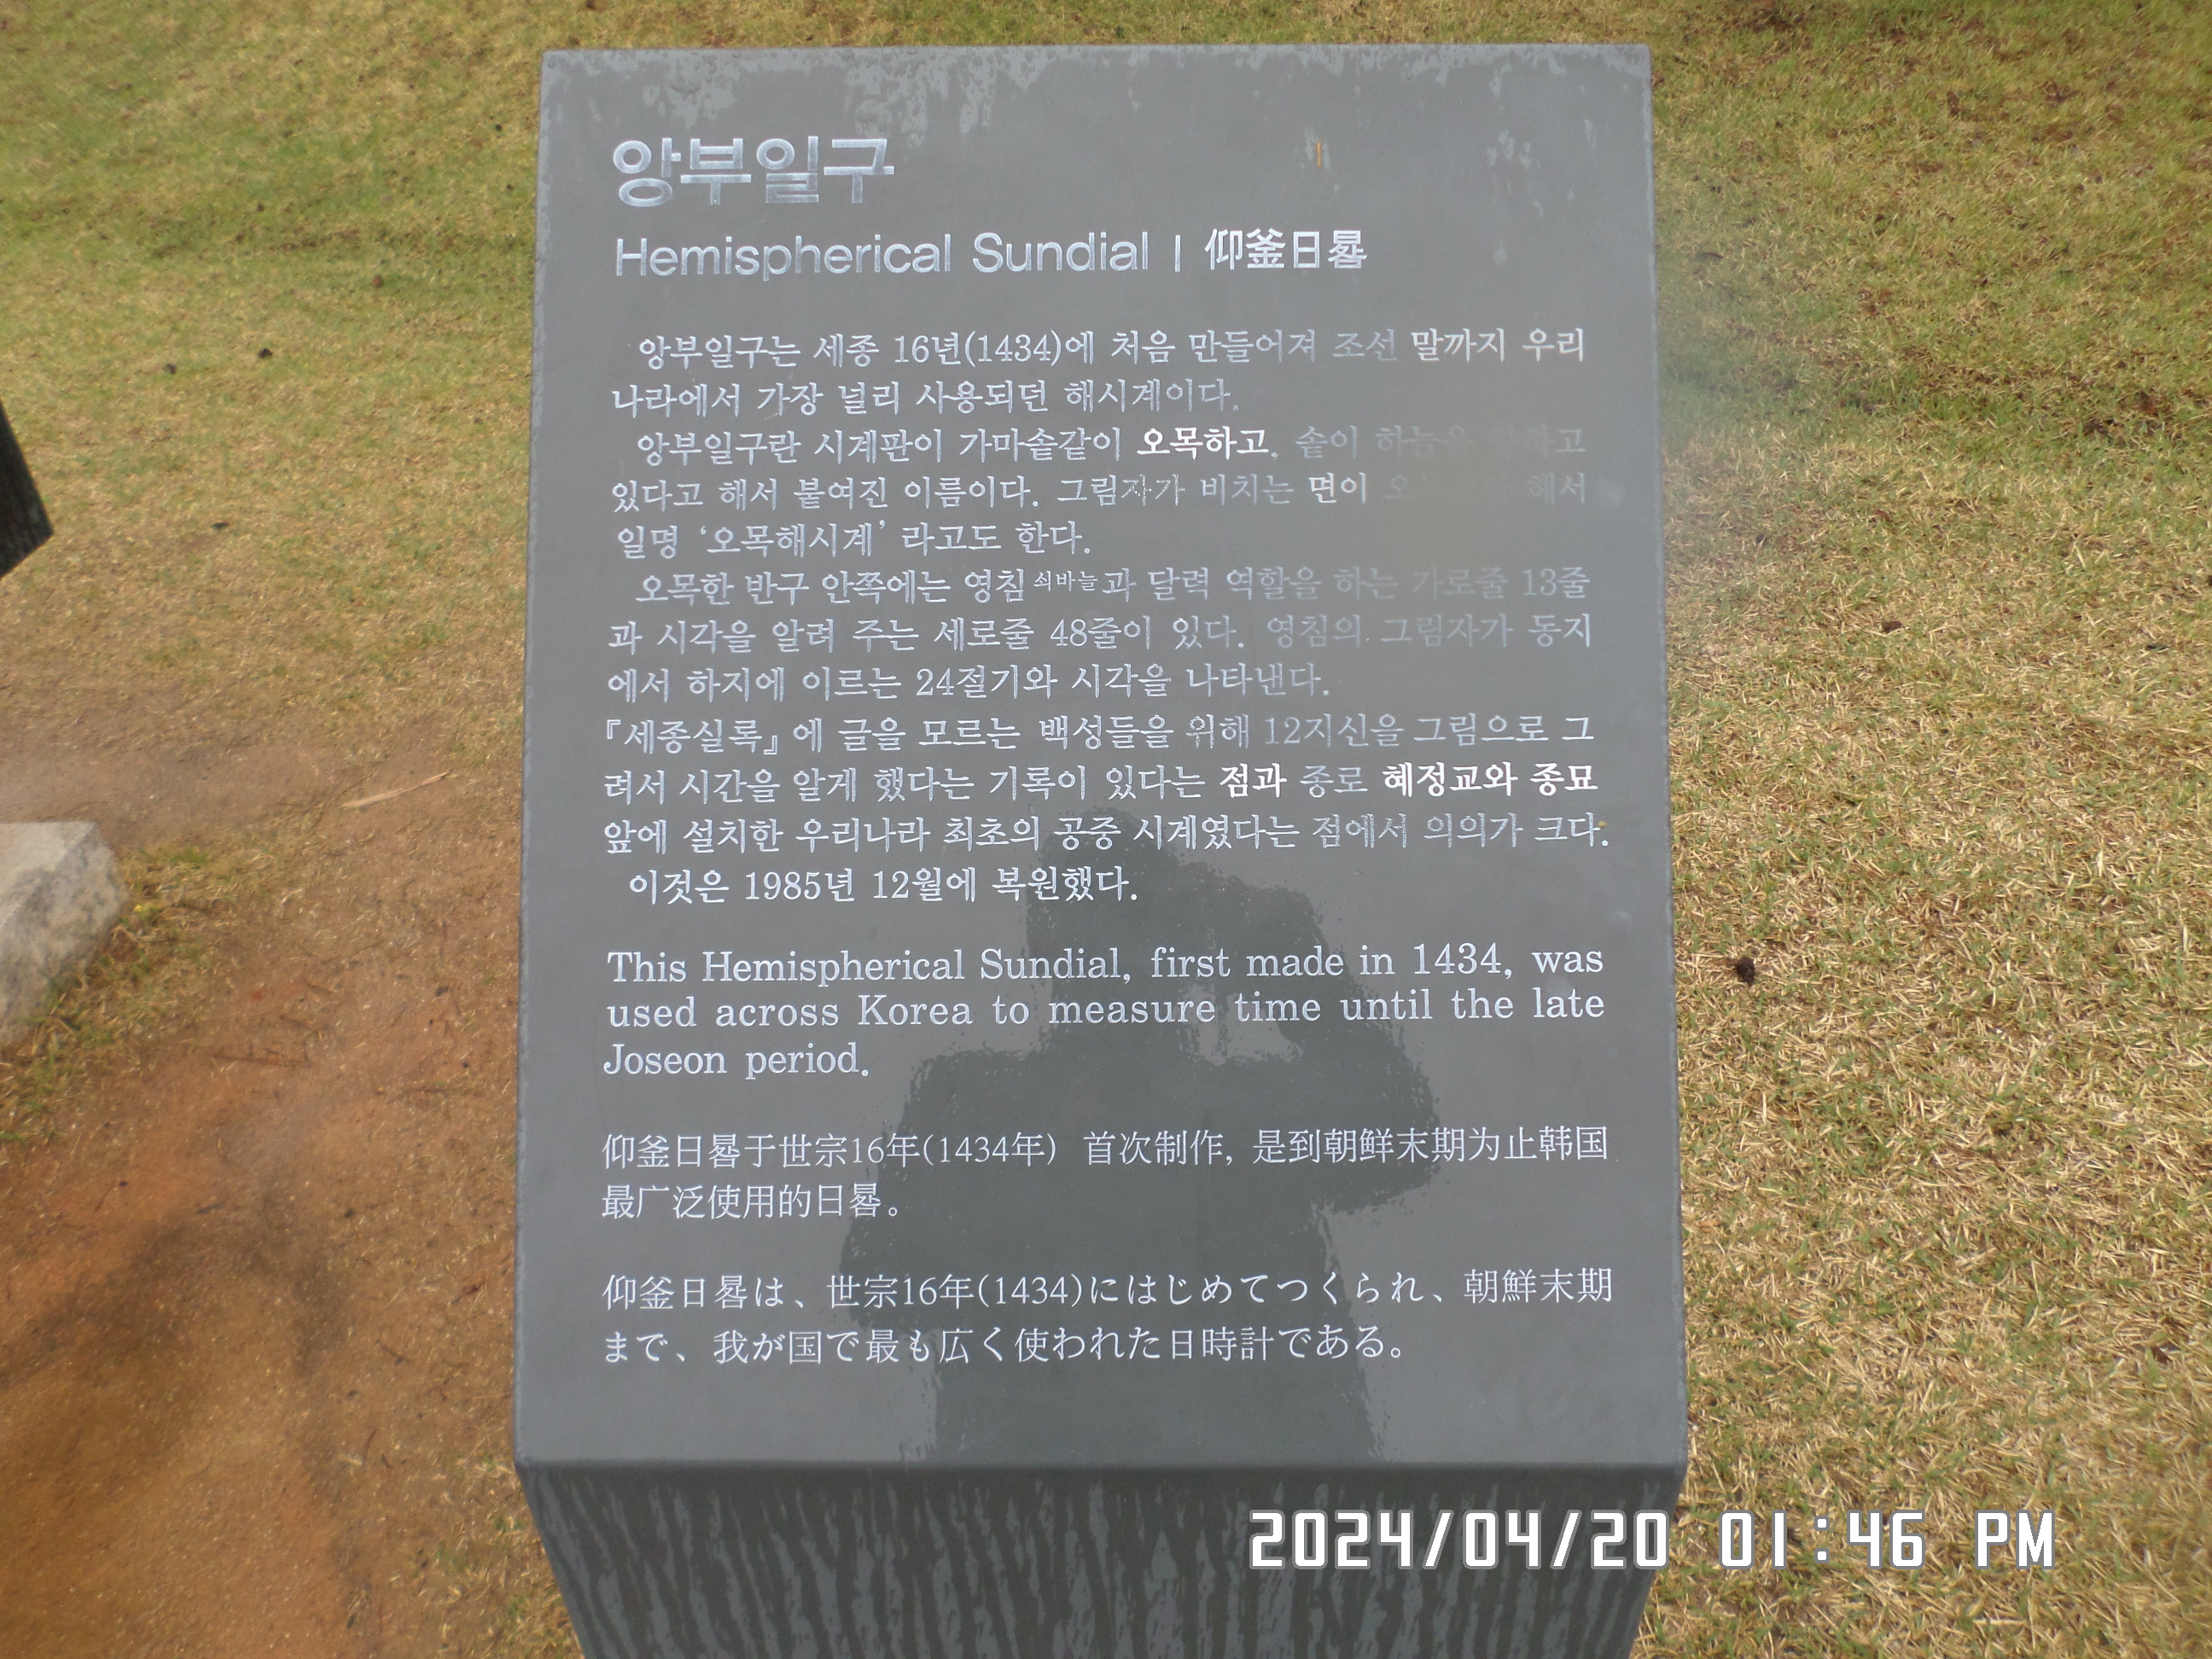 앙부일구
Hemispherical Sundial | 仰釜日晷
앙부일구는 세종 16년(1434)에 처음 만들어져 조선 말까지 우리
나라에서 가장 널리 사용되던 해시계이다.
앙부일구란 시계판이 가마솥같이 오목하고, 솥이 하늘을
있다고 해서 붙여진 이름이다. 그림자가 비치는 면이 해서
일명 ‘오목해시계’ 라고도 한다.
오목한 반구 안쪽에는 영침 쇠바늘과 달력 역할을 하는 가로줄 13줄
과 시각을 알려 주는 세로줄 48줄이 있다. 영침의 그림자가 동지
에서 하지에 이르는 24절기와 시각을 나타낸다.
『세종실록』에 글을 모르는 백성들을 위해 12지신을 그림으로 그
려서 시간을 알게 했다는 기록이 있다는 점과 종로 혜정교와 종묘
앞에 설치한 우리나라 최초의 공중 시계였다는 점에서 의의가 크다.
이것은 1985년 12월에 복원했다.
This Hemispherical Sundial, first made in 1434, was
used across Korea to measure time until the late
Joseon period.
仰釜日晷于世宗16年(1434年) 首次制作, 是到朝鲜末期为止韩国
最广泛使用的日晷。
仰釜日晷は、世宗16年(1434)にはじめてつくられ、朝鮮末期
まで、我が国で最も広く使われた日時計である。
2024/04/20 01:46 PM